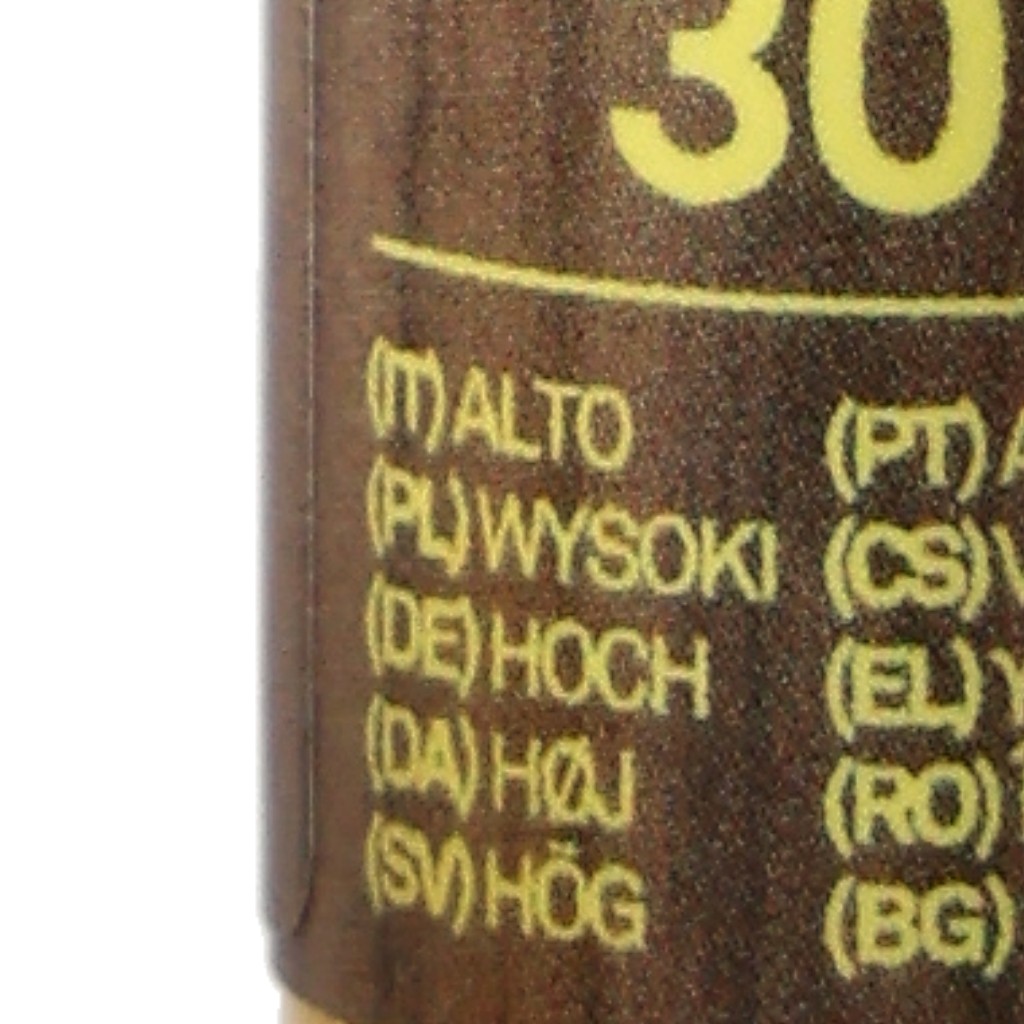 30
(IT) ALTO
(PL) WYSOKI
(DE) HOCH
(DA) HØJ
(SV) HÖG
(PT)
(CS)
(EL)
(RO)
(BG)